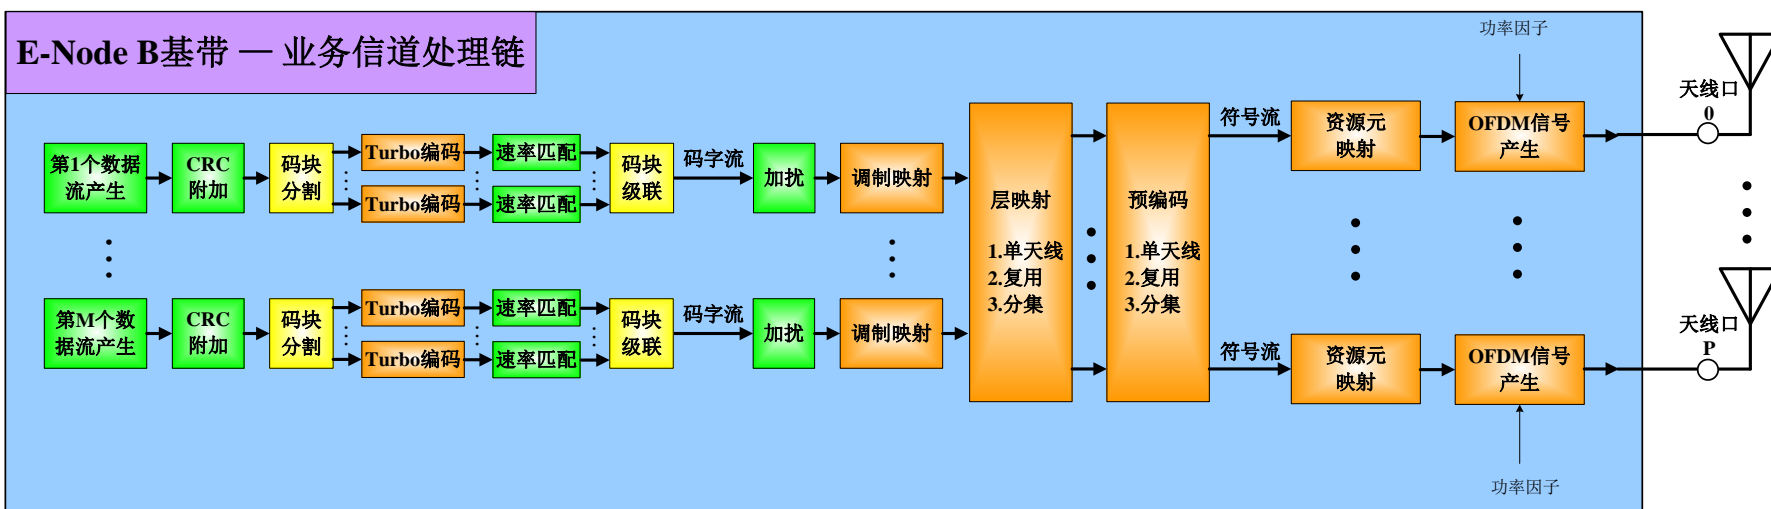 E-Node B基带 — 业务信道处理链
功率因子
天线口
0
第1个数据
流产生
CRC
附加
码块
分割
Turbo编码
Turbo编码
速率匹配
速率匹配
码块
级联
码字流
加扰
调制映射
层映射
1.单天线
2.复用
3.分集
预编码
1.单天线
2.复用
3.分集
符号流
资源元
映射
OFDM信号
产生
第M个数
据流产生
CRC
附加
码块
分割
Turbo编码
Turbo编码
速率匹配
速率匹配
码块
级联
码字流
加扰
调制映射
符号流
资源元
映射
OFDM信号
产生
天线口
P
功率因子